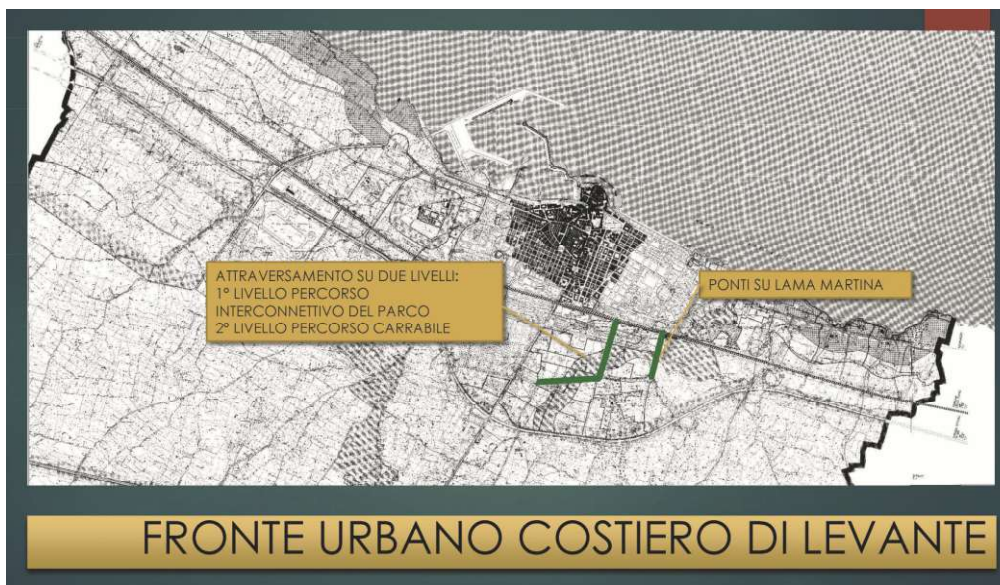 ATTRAVERSAMENTO SU DUE LIVELLI:
1° LIVELLO PERCORSO
INTERCONNETTIVO DEL PARCO
2° LIVELLO PERCORSO CARRABILE
PONTI SU LAMA MARTINA
FRONTE URBANO COSTIERO DI LEVANTE